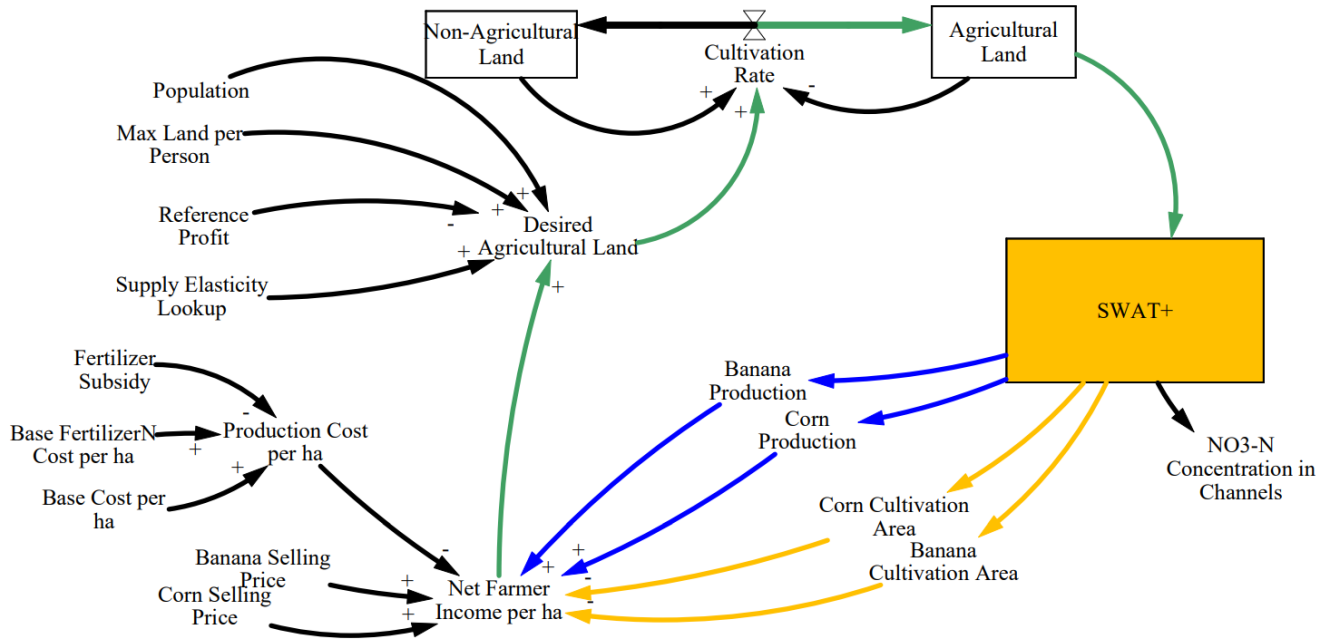 Non-Agricultural
Land
Cultivation
Rate
Agricultural
Land
+
+
-
Population
Max Land per
Person
Reference
Profit
Supply Elasticity
Lookup
+
+
-
+
+
Desired
Agricultural Land
SWAT+
Fertilizer
Subsidy
Base FertilizerN
Cost per ha
Base Cost per
ha
-
+
+
Production Cost
per ha
Banana
Production
Corn
Production
NO3-N
Concentration in
Channels
Corn Cultivation
Area
Banana
Cultivation Area
Banana Selling
Price
Corn Selling
Price
-
+
+
+
+
-
-
Net Farmer
Income per ha